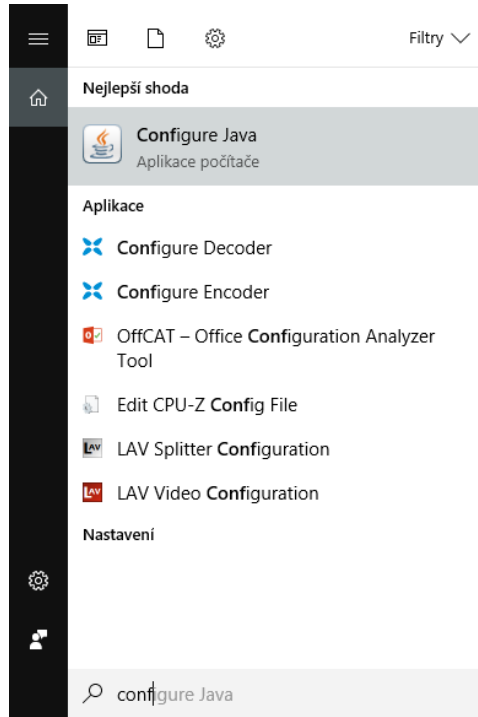 Filtry
Nejlepší shoda
Configure Java
Aplikace počítače
Aplikace
Configure Decoder
Configure Encoder
OffCAT – Office Configuration Analyzer
Tool
Edit CPU-Z Config File
LAV Splitter Configuration
LAV Video Configuration
Nastavení
configure Java